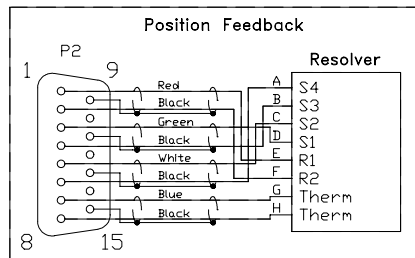 Position Feedback
P2
Resolver
1
9
Red
Black
Green
Black
White
Black
Blue
Black
8
15
A S4
B S3
C S2
D S1
E R1
F R2
G Therm
H Therm